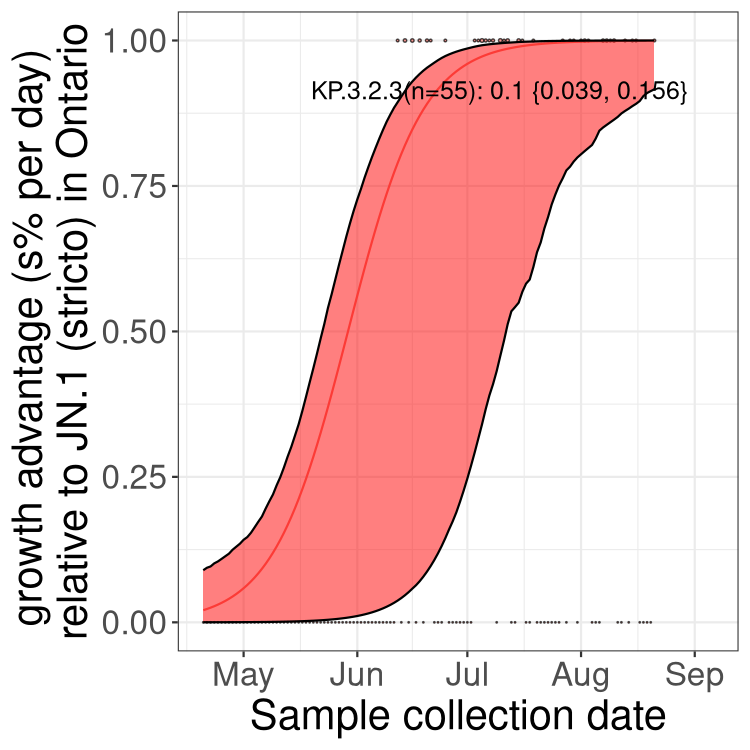 growth advantage (s% per day)
relative to JN.1 (stricto) in Ontario
1.00
0.75
0.50
0.25
0.00
KP.3.2.3(n=55): 0.1 {0.039, 0.156}
May Jun Jul Aug Sep
Sample collection date